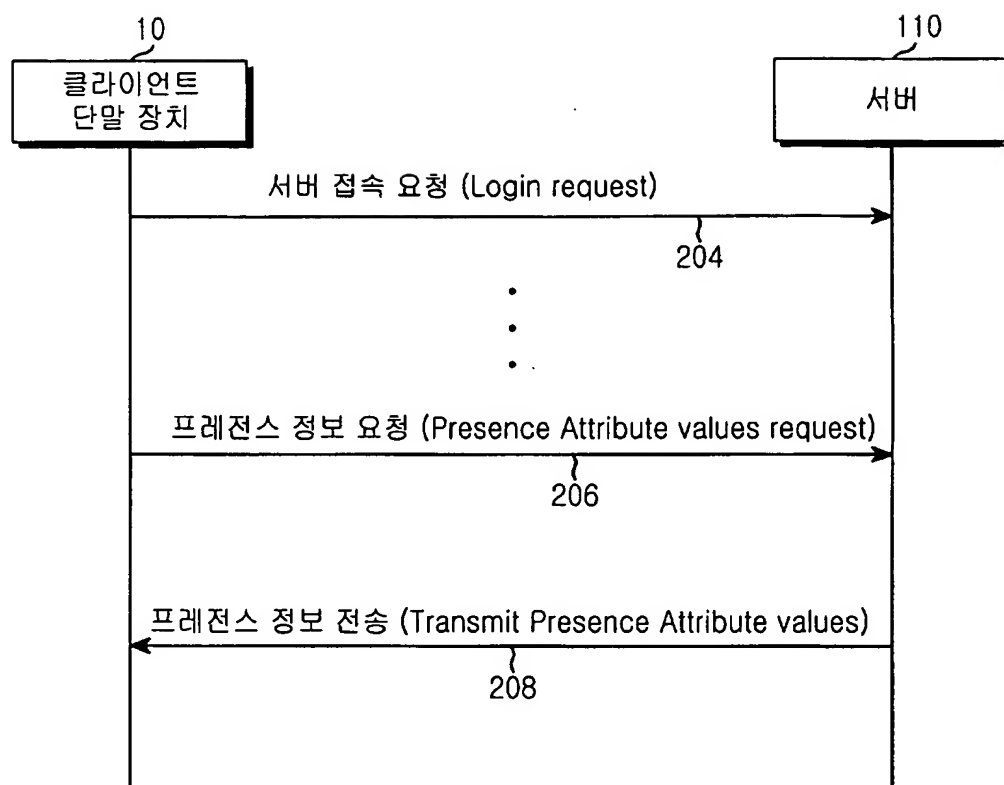 10
110
클라이언트
단말 장치
서버
서버 접속 요청 (Login request)
204
프레전스 정보 요청 (Presence Attribute values request)
206
프레전스 정보 전송 (Transmit Presence Attribute values)
208